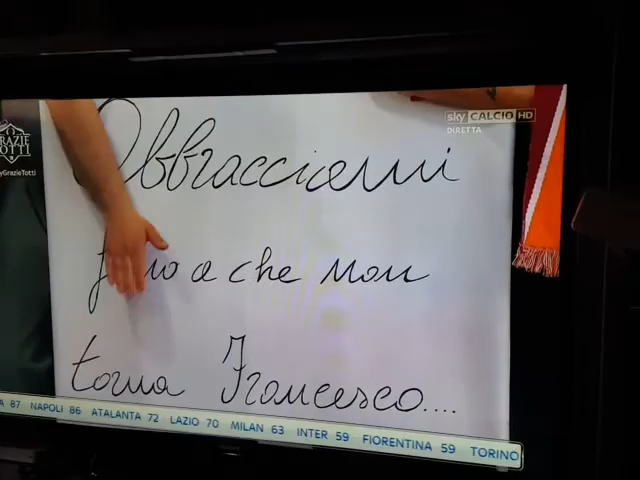 sky CALCIO HD
DIRETTA
GRAZIE
TOTTI
yGrazieTotti
Abbracciami
fino a che non
torna Francesco....
A 87 NAPOLI 86 ATALANTA 72 LAZIO 70 MILAN 63 INTER 59 FIORENTINA 59 TORINO